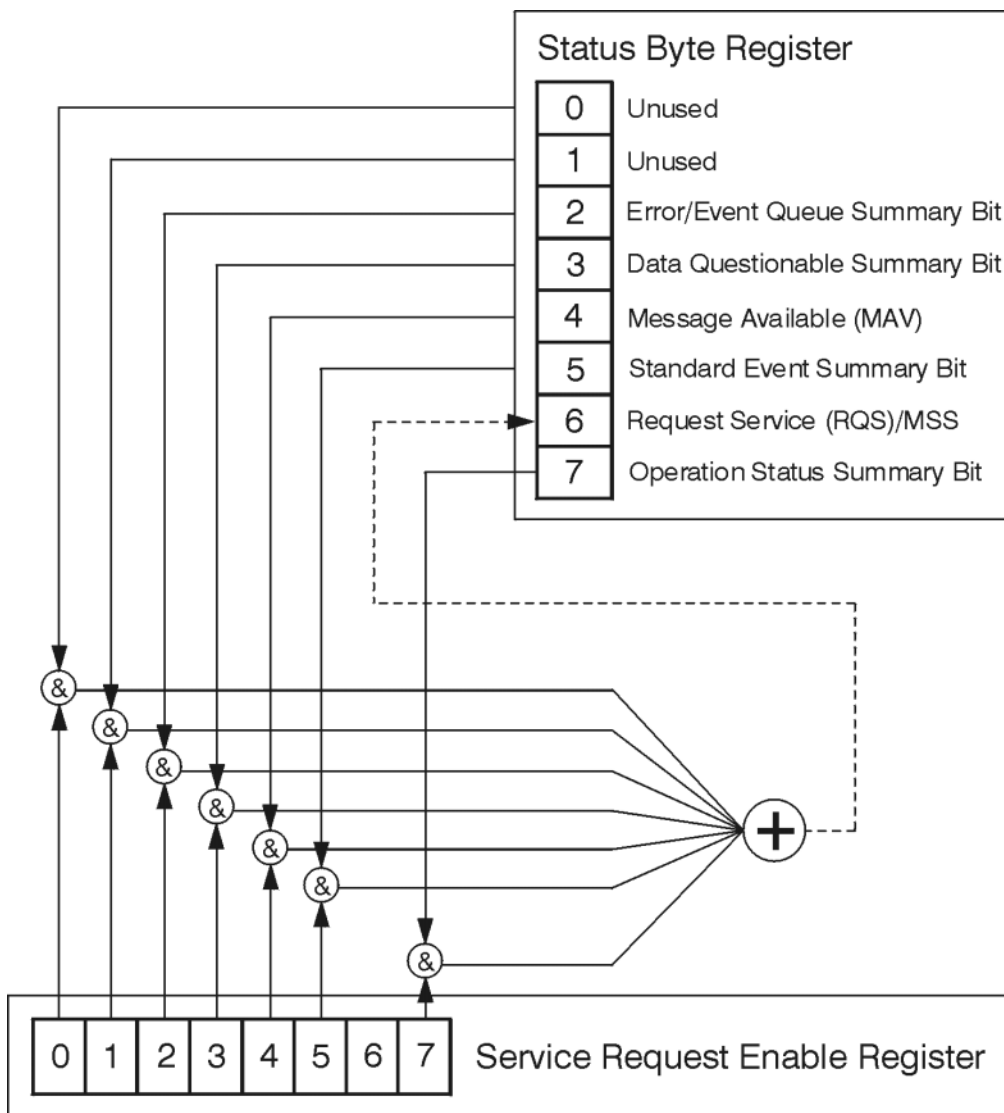 Status Byte Register
0 Unused
1 Unused
2 Error/Event Queue Summary Bit
3 Data Questionable Summary Bit
4 Message Available (MAV)
5 Standard Event Summary Bit
6 Request Service (RQS)/MSS
7 Operation Status Summary Bit
&
&
&
&
&
&
&
+
0 1 2 3 4 5 6 7 Service Request Enable Register